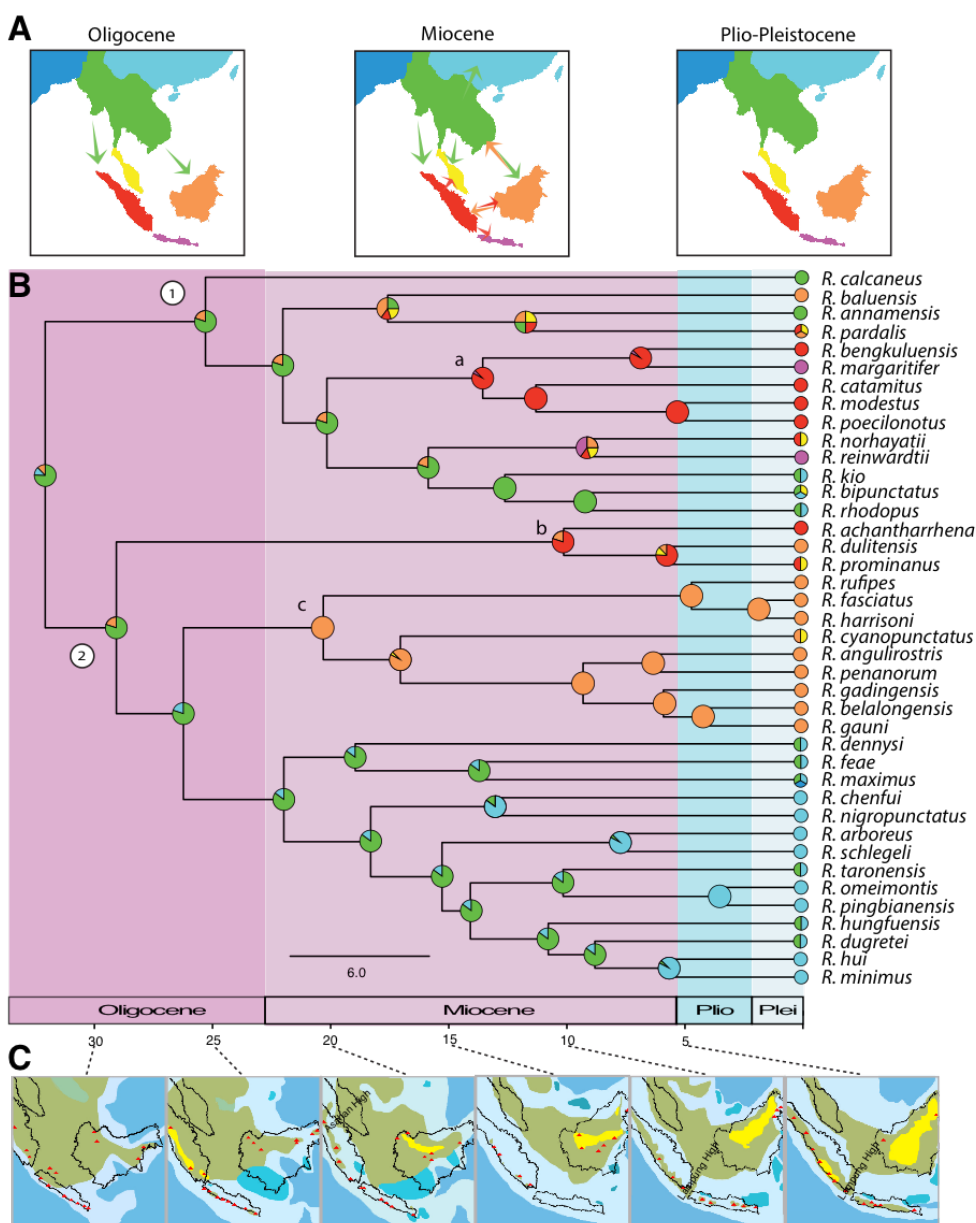 A
Oligocene
Miocene
Plio-Pleistocene
B
1
R. calcaneus
R. baluensis
R. annamensis
R. pardalis
a
R. bengkuluensis
R. margaritifer
R. catamitus
R. modestus
R. poecilonotus
R. norhayatii
R. reinwardtii
R. kio
R. bipunctatus
R. rhodopus
b
R. achantharrhena
R. dulitensis
R. prominanus
c
R. rufipes
R. fasciatus
R. harrisoni
2
R. cyanopunctatus
R. angulirostris
R. penanorum
R. gadingensis
R. belalongensis
R. gauni
R. dennysi
R. feae
R. maximus
R. chenfui
R. nigropunctatus
R. arboreus
R. schlegeli
R. taronensis
R. omeimontis
R. pingbianensis
R. hungfuensis
R. dugretei
R. hui
R. minimus
6.0
Oligocene Miocene Plio Plei
30 25 20 15 10 5
C
High
High
High